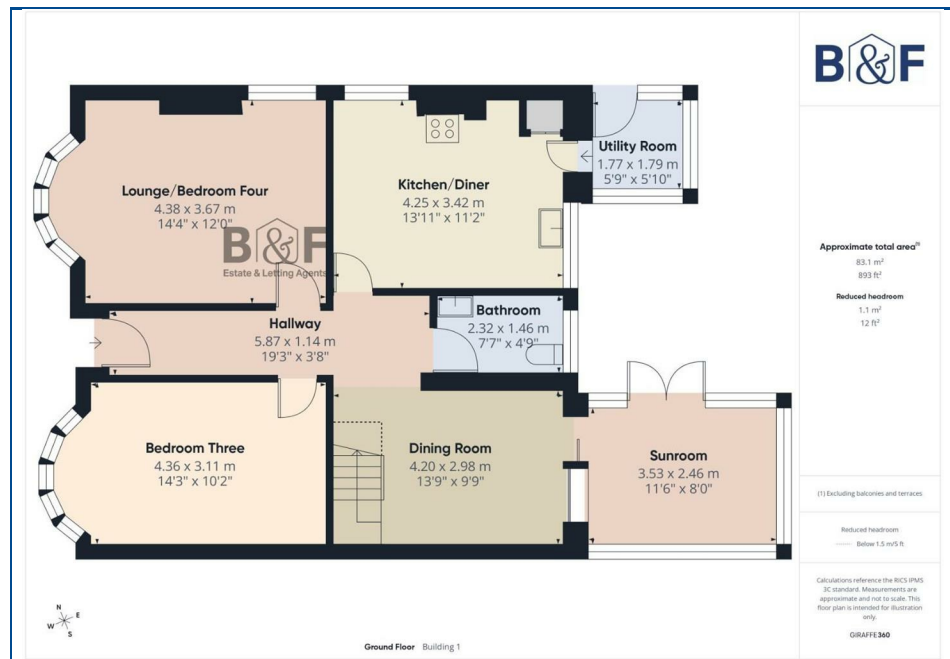 B&F
Lounge/Bedroom Four
4.38 x 3.67 m
14'4" x 12'0"
B&F
Estate & Letting Agents
Kitchen/Diner
4.25 x 3.42 m
13'11" x 11'2"
Utility Room
1.77 x 1.79 m
5'9" x 5'10"
Hallway
5.87 x 1.14 m
19'3" x 3'8"
Bathroom
2.32 x 1.46 m
7'7" x 4'9"
Bedroom Three
4.36 x 3.11 m
14'3" x 10'2"
Dining Room
4.20 x 2.98 m
13'9" x 9'9"
Sunroom
3.53 x 2.46 m
11'6" x 8'0"
N
E
W
S
Ground Floor Building 1
Approximate total area(1)
83.1 m²
893 ft²
Reduced headroom
1.1 m²
12 ft²
(1) Excluding balconies and terraces
Reduced headroom
Below 1.5 m/5 ft
Calculations reference the RICS IPMS
3C standard. Measurements are
approximate and not to scale. This
floor plan is intended for illustration
only.
GIRAFFE360